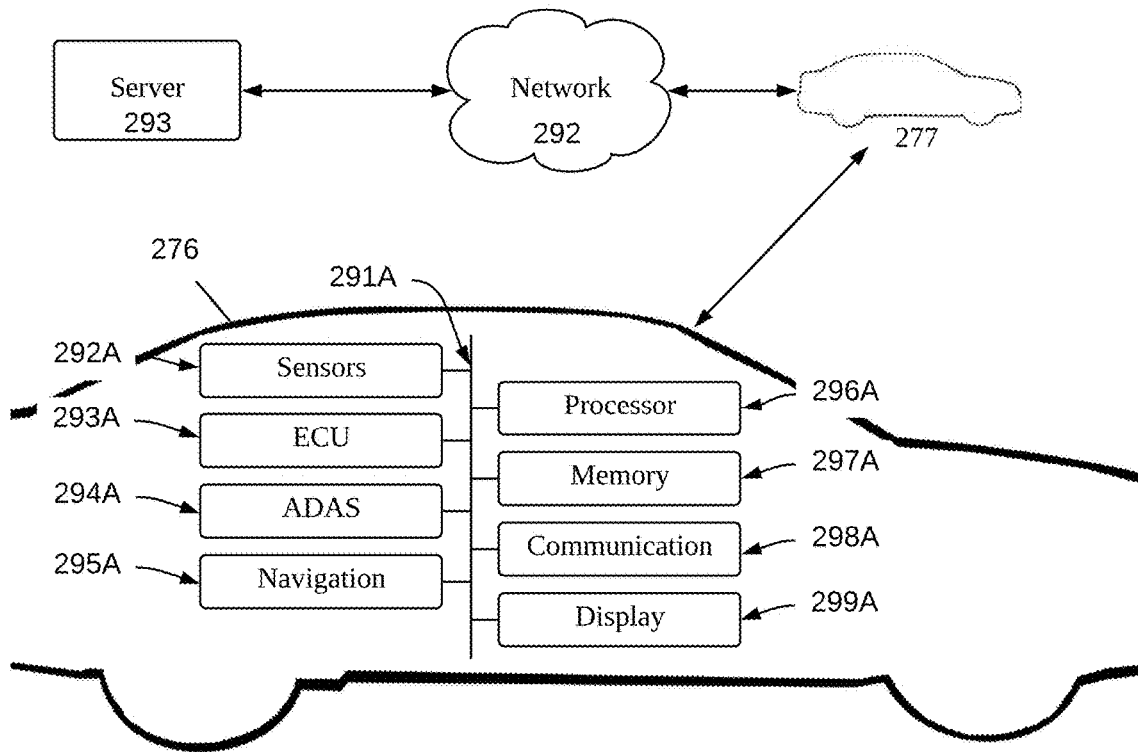 Server
293
Network
292
277
276
291A
292A
Sensors
293A
ECU
294A
ADAS
295A
Navigation
Processor
296A
Memory
297A
Communication
298A
Display
299A